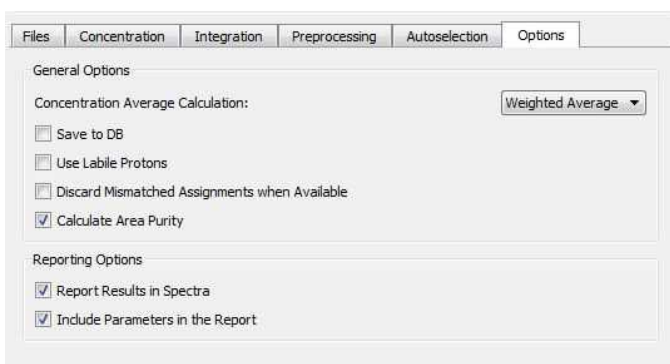 Files Concentration Integration Preprocessing Autoselection Options
General Options
Concentration Average Calculation: Weighted Average
Save to DB
Use Labile Protons
Discard Mismatched Assignments when Available
Calculate Area Purity
Reporting Options
Report Results in Spectra
Include Parameters in the Report